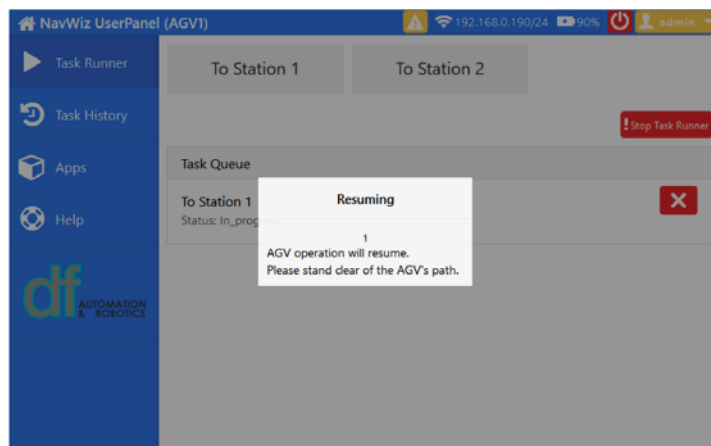 NavWiz UserPanel (AGV1)
192.168.0.190/24 90% admin
Task Runner
To Station 1 To Station 2
Task History
Stop Task Runner
Apps
Task Queue
To Station 1
Status: In_prog
Help
Resuming
1
AGV operation will resume.
Please stand clear of the AGV's path.
df AUTOMATION
& ROBOTICS